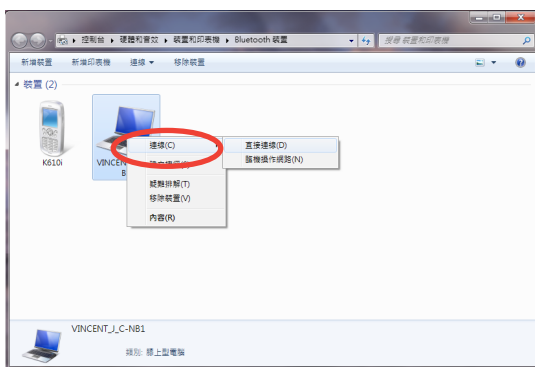 控制台 ▸ 硬體和音效 ▸ 裝置和印表機 ▸ Bluetooth 裝置
搜尋 裝置和印表機
新增裝置 新增印表機 連線 移除裝置
裝置 (2)
K610i
連線(C)
直接連線(D)
隨機操作網路(N)
疑難排解(T)
移除裝置(V)
內容(R)
VINCENT_J_C-NB1
類別: 膝上型電腦